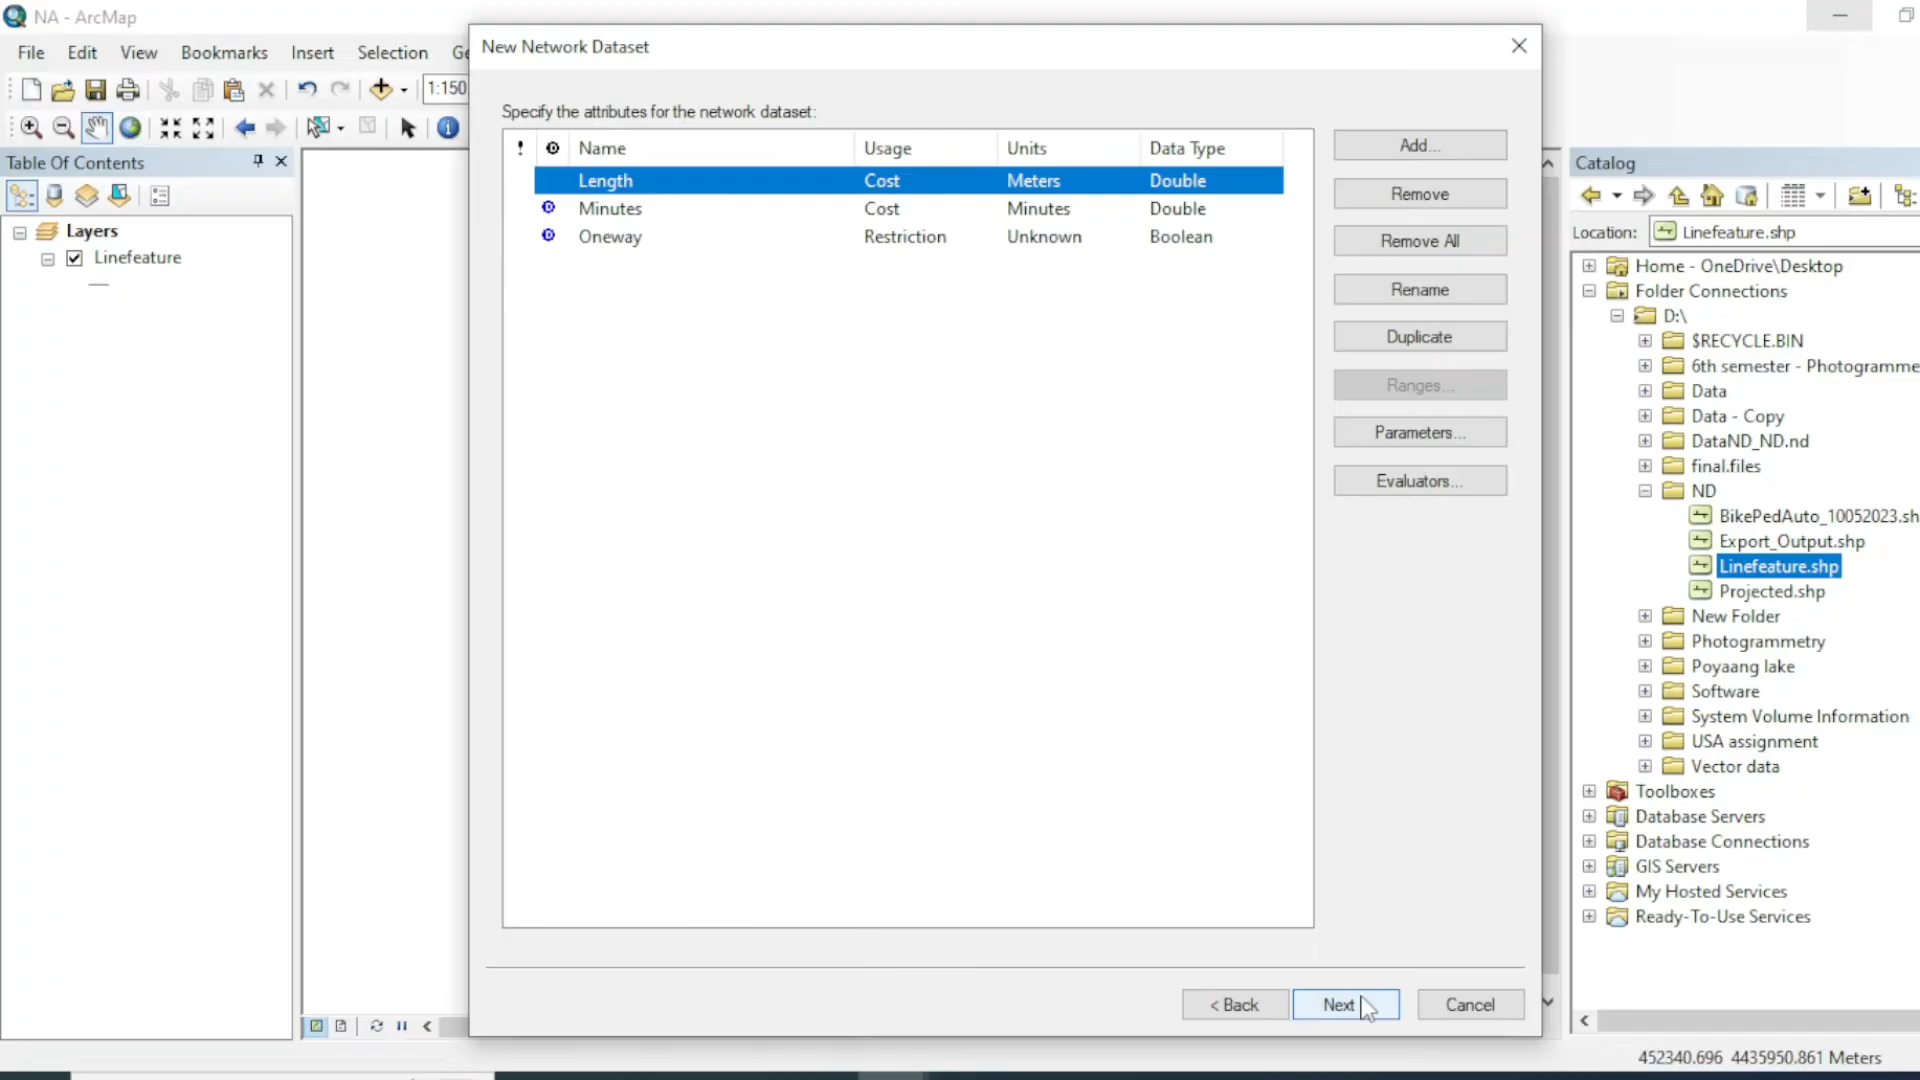 NA - ArcMap
File Edit View Bookmarks Insert Selection Ge
1:150
Table Of Contents
Layers
Linefeature
New Network Dataset
Specify the attributes for the network dataset:
! Name Usage Units Data Type
Length Cost Meters Double
Minutes Cost Minutes Double
Oneway Restriction Unknown Boolean
Add...
Remove
Remove All
Rename
Duplicate
Ranges...
Parameters...
Evaluators...
< Back
Next
Cancel
Catalog
Location: Linefeature.shp
Home - OneDrive\Desktop
Folder Connections
D:\
$RECYCLE.BIN
6th semester - Photogramme
Data
Data - Copy
DataND_ND.nd
final.files
ND
BikePedAuto_10052023.sh
Export_Output.shp
Linefeature.shp
Projected.shp
New Folder
Photogrammetry
Poyaang lake
Software
System Volume Information
USA assignment
Vector data
Toolboxes
Database Servers
Database Connections
GIS Servers
My Hosted Services
Ready-To-Use Services
452340.696 4435950.861 Meters